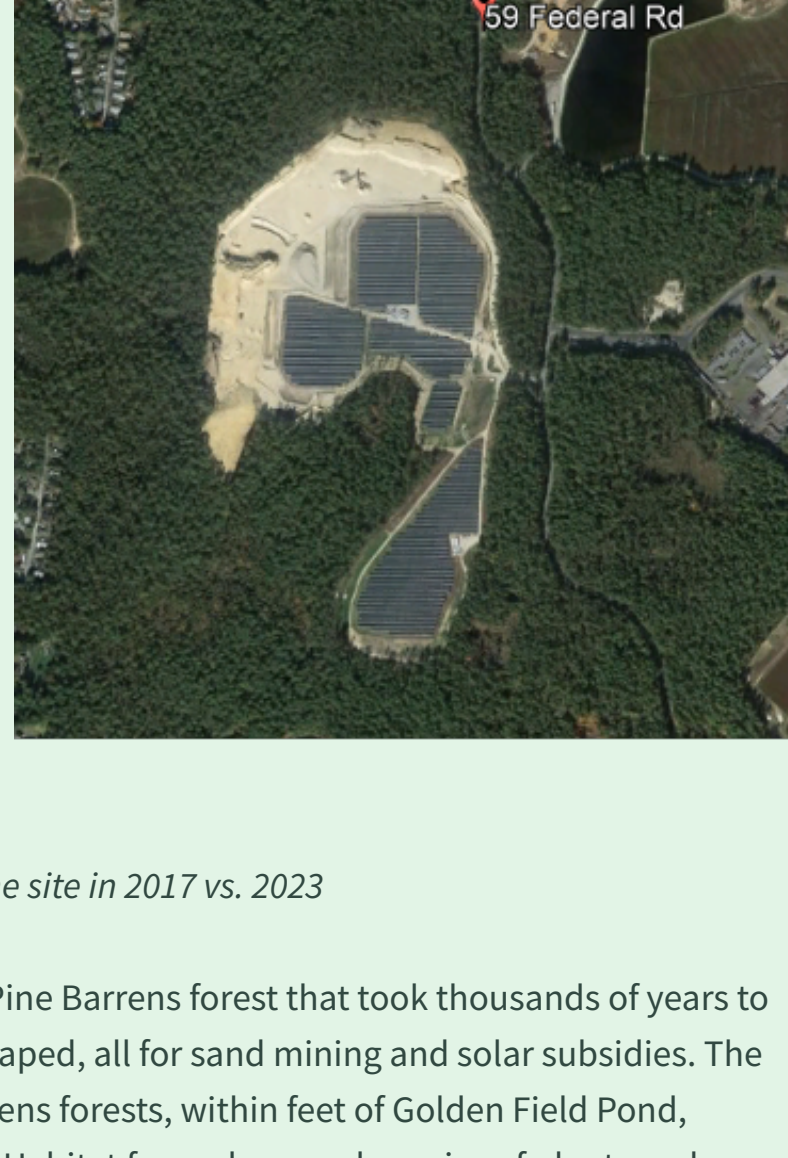 59 Federal Rd
e site in 2017 vs. 2023
Pine Barrens forest that took thousands of years to
aped, all for sand mining and solar subsidies. The
ens forests, within feet of Golden Field Pond,